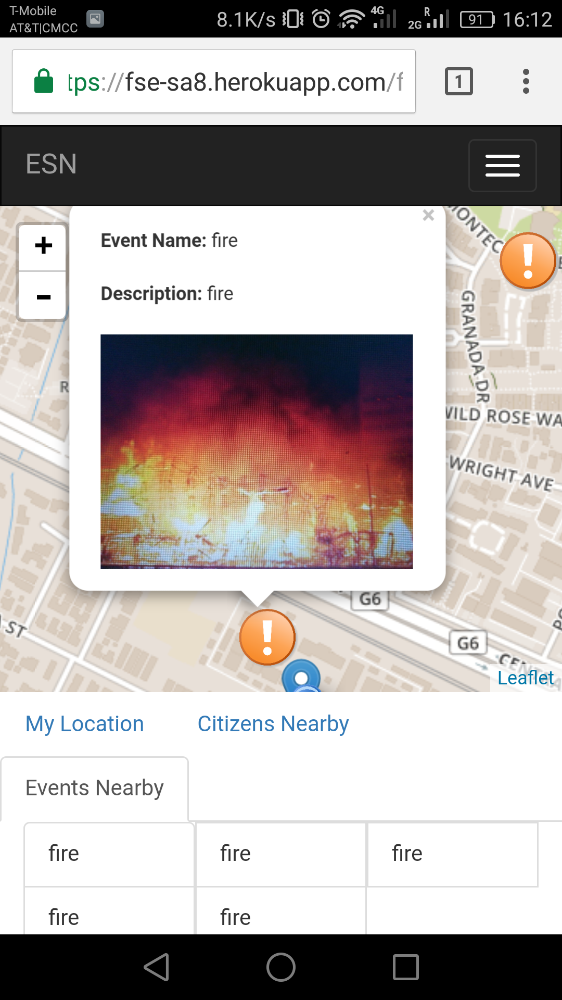 T-Mobile
AT&T|CMCC
8.1K/s
4G
2G
R
91
16:12
tps://fse-sa8.herokuapp.com/f
1
ESN
+
-
×
Event Name: fire
Description: fire
GRANADA DR
WILD ROSE WA
WRIGHT AVE
G6
G6
ST
Leaflet
My Location
Citizens Nearby
Events Nearby
fire
fire
fire
fire
fire